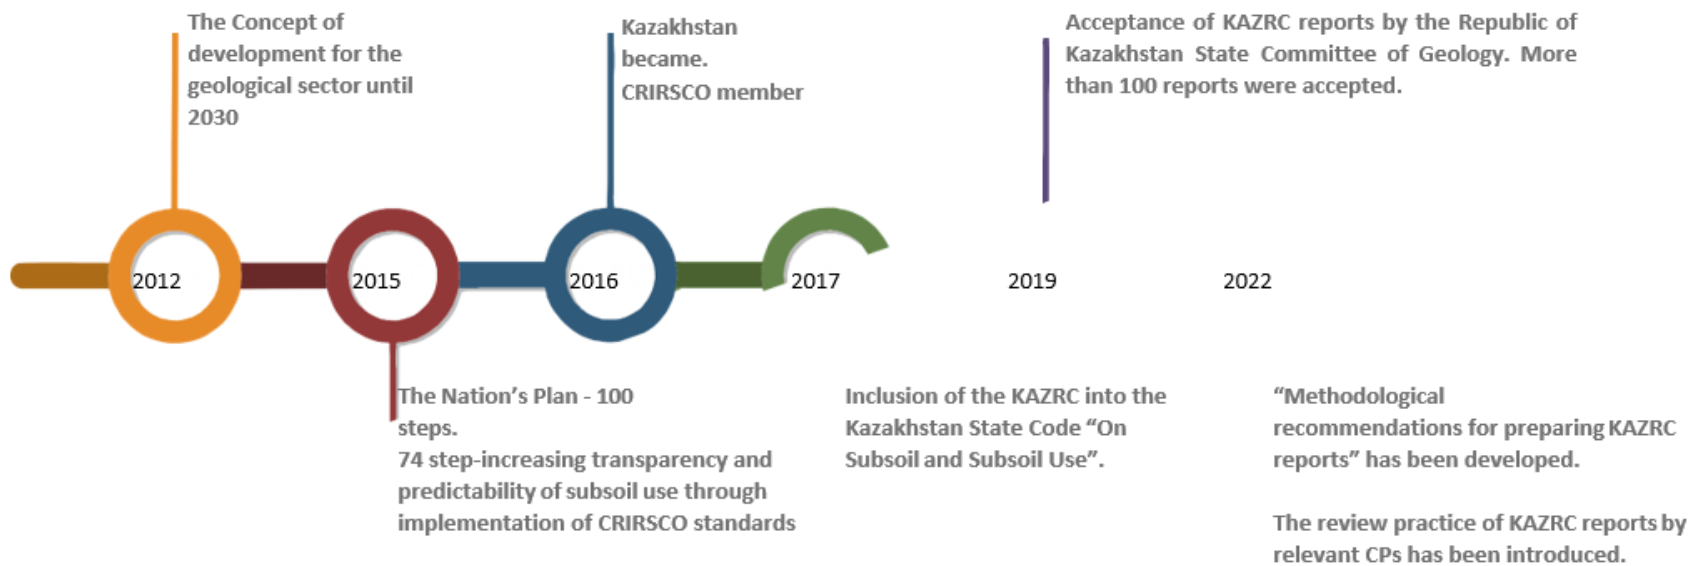 The Concept of
development for the
geological sector until
2030
Kazakhstan
became.
CRIRSCO member
Acceptance of KAZRC reports by the Republic of
Kazakhstan State Committee of Geology. More
than 100 reports were accepted.
2012
2015
2016
2017
2019
2022
The Nation’s Plan - 100
steps.
74 step-increasing transparency and
predictability of subsoil use through
implementation of CRIRSCO standards
Inclusion of the KAZRC into the
Kazakhstan State Code “On
Subsoil and Subsoil Use”.
“Methodological
recommendations for preparing KAZRC
reports” has been developed.
The review practice of KAZRC reports by
relevant CPs has been introduced.